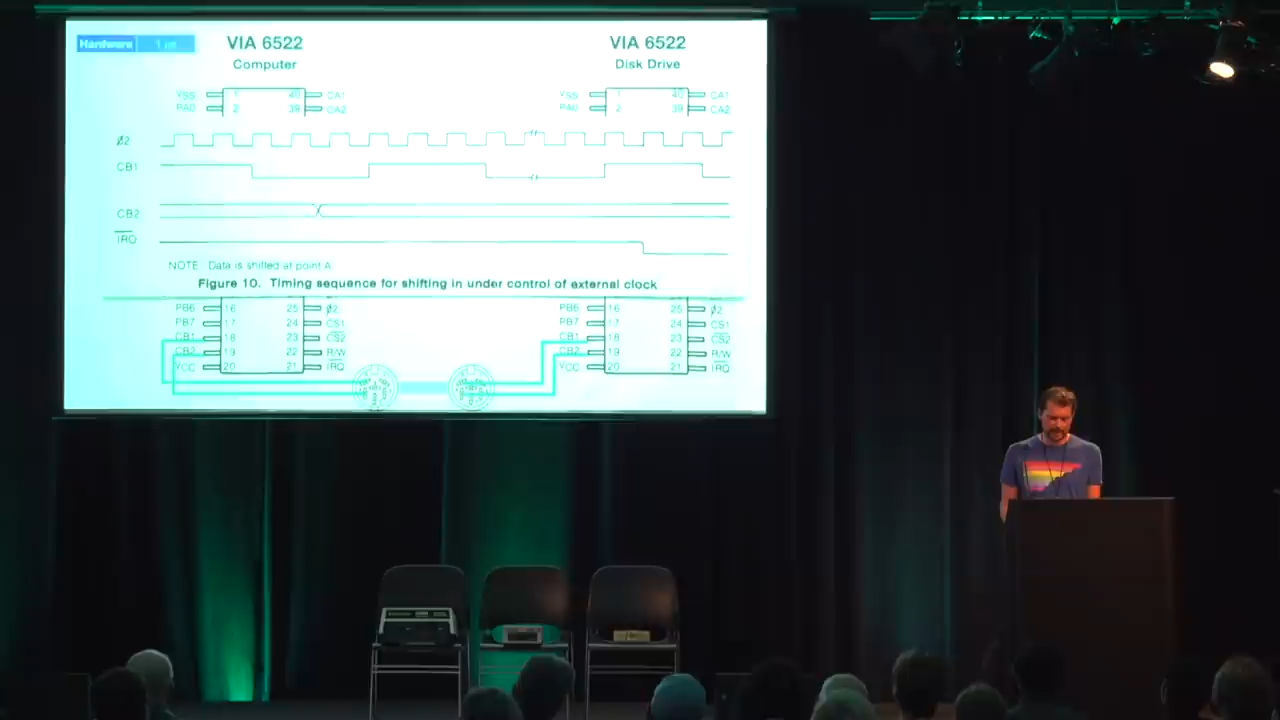 Hardware 1 µs
VIA 6522 VIA 6522
Computer Disk Drive
VSS 1 40 CA1 VSS 1 40 CA1
PA0 2 39 CA2 PA0 2 39 CA2
Ø2
CB1
CB2
IRQ
NOTE: Data is shifted at point A
Figure 10. Timing sequence for shifting in under control of external clock
PB6 16 25 Ø2 PB6 16 25 Ø2
PB7 17 24 CS1 PB7 17 24 CS1
CB1 18 23 CS2 CB1 18 23 CS2
CB2 19 22 R/W CB2 19 22 R/W
VCC 20 21 IRQ VCC 20 21 IRQ